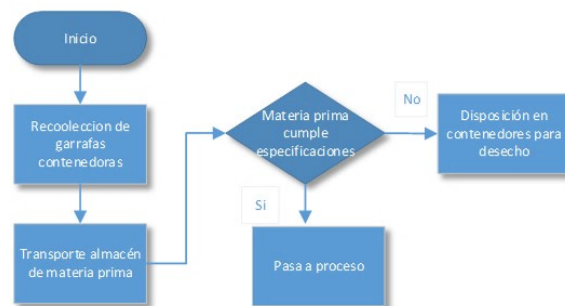 Inicio
Recooleccion de
garrafas
contenedoras
Transporte almacén
de materia prima
Materia prima
cumple
especificaciones
No
Disposición en
contenedores para
desecho
Si
Pasa a proceso